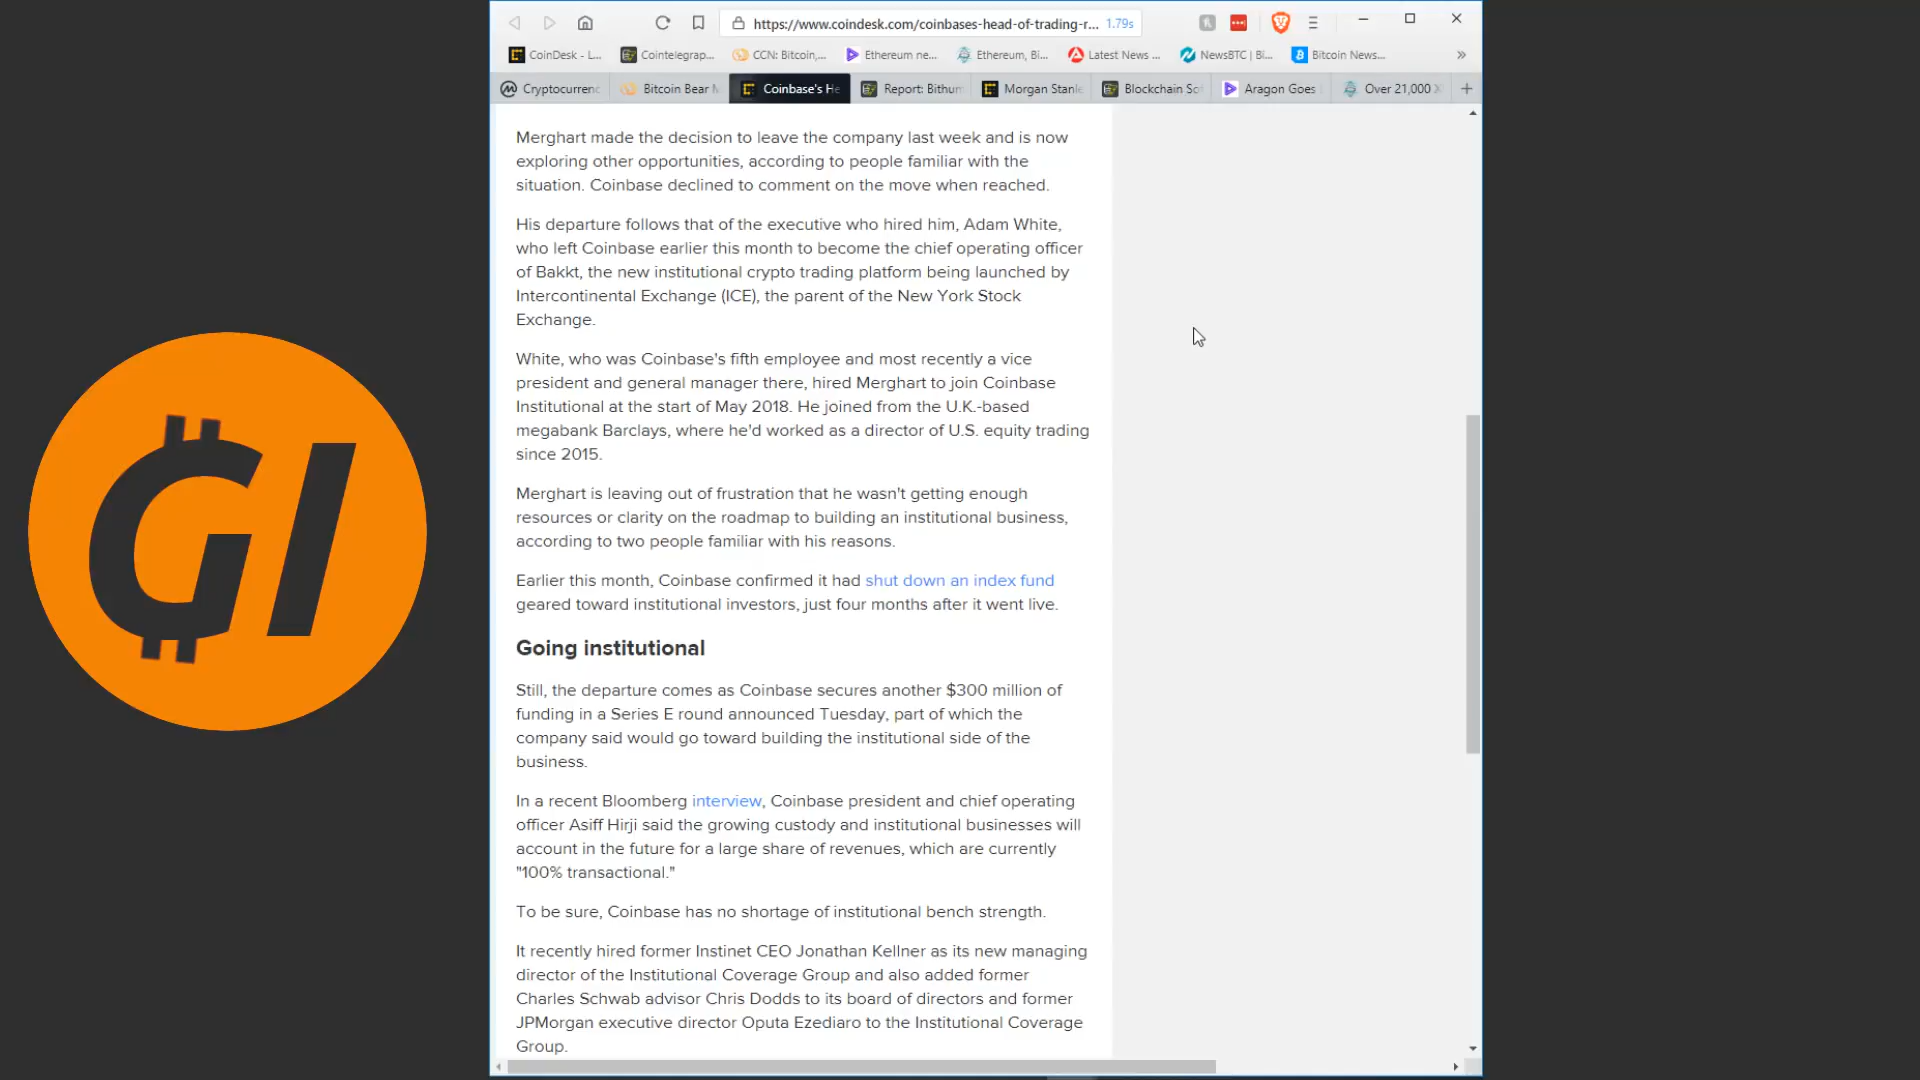 https://www.coindesk.com/coinbases-head-of-trading-r... 1.79s
CoinDesk - L... Cointelegrap... CCN: Bitcoin,... Ethereum ne... Ethereum, Bi... Latest News ... NewsBTC | Bi... Bitcoin News... »
Cryptocurrenc Bitcoin Bear M Coinbase's He Report: Bithum Morgan Stanle Blockchain So Aragon Goes Over 21,000 X +
Merghart made the decision to leave the company last week and is now
exploring other opportunities, according to people familiar with the
situation. Coinbase declined to comment on the move when reached.
His departure follows that of the executive who hired him, Adam White,
who left Coinbase earlier this month to become the chief operating officer
of Bakkt, the new institutional crypto trading platform being launched by
Intercontinental Exchange (ICE), the parent of the New York Stock
Exchange.
White, who was Coinbase's fifth employee and most recently a vice
president and general manager there, hired Merghart to join Coinbase
Institutional at the start of May 2018. He joined from the U.K.-based
megabank Barclays, where he'd worked as a director of U.S. equity trading
since 2015.
Merghart is leaving out of frustration that he wasn't getting enough
resources or clarity on the roadmap to building an institutional business,
according to two people familiar with his reasons.
Earlier this month, Coinbase confirmed it had shut down an index fund
geared toward institutional investors, just four months after it went live.
Going institutional
Still, the departure comes as Coinbase secures another $300 million of
funding in a Series E round announced Tuesday, part of which the
company said would go toward building the institutional side of the
business.
In a recent Bloomberg interview, Coinbase president and chief operating
officer Asiff Hirji said the growing custody and institutional businesses will
account in the future for a large share of revenues, which are currently
"100% transactional."
To be sure, Coinbase has no shortage of institutional bench strength.
It recently hired former Instinet CEO Jonathan Kellner as its new managing
director of the Institutional Coverage Group and also added former
Charles Schwab advisor Chris Dodds to its board of directors and former
JPMorgan executive director Oputa Ezediaro to the Institutional Coverage
Group.
GI